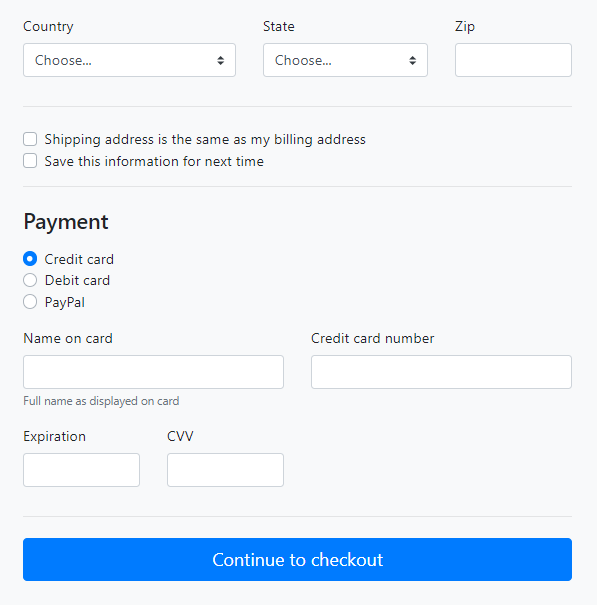 Country State Zip
Choose... Choose...
Shipping address is the same as my billing address
Save this information for next time
Payment
Credit card
Debit card
PayPal
Name on card Credit card number
Full name as displayed on card
Expiration CVV
Continue to checkout